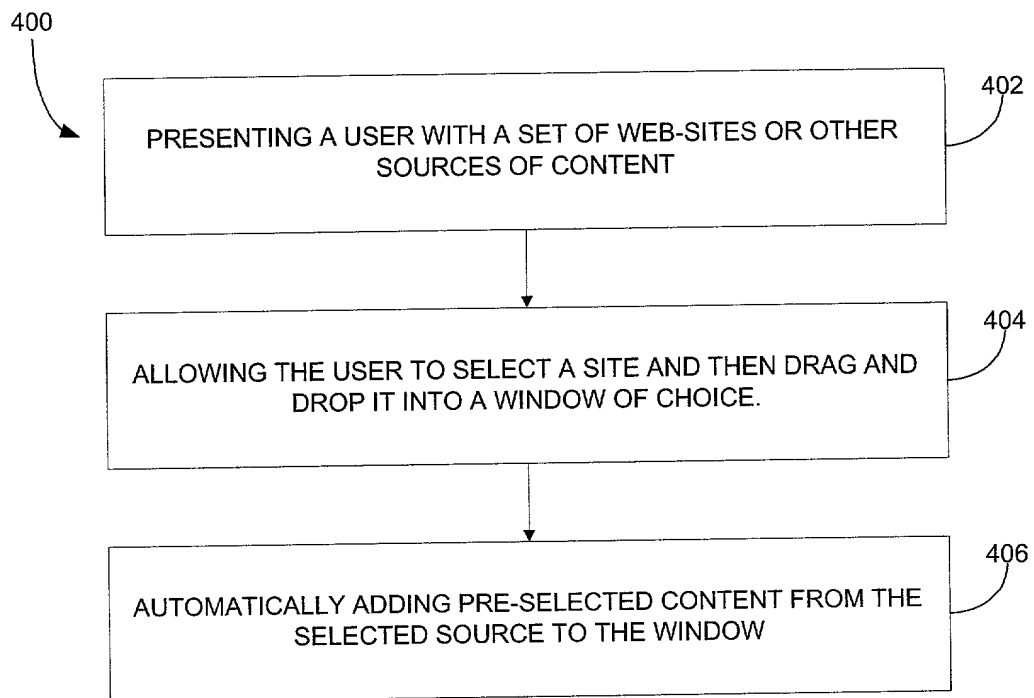 400
402
PRESENTING A USER WITH A SET OF WEB-SITES OR OTHER
SOURCES OF CONTENT
404
ALLOWING THE USER TO SELECT A SITE AND THEN DRAG AND
DROP IT INTO A WINDOW OF CHOICE.
406
AUTOMATICALLY ADDING PRE-SELECTED CONTENT FROM THE
SELECTED SOURCE TO THE WINDOW